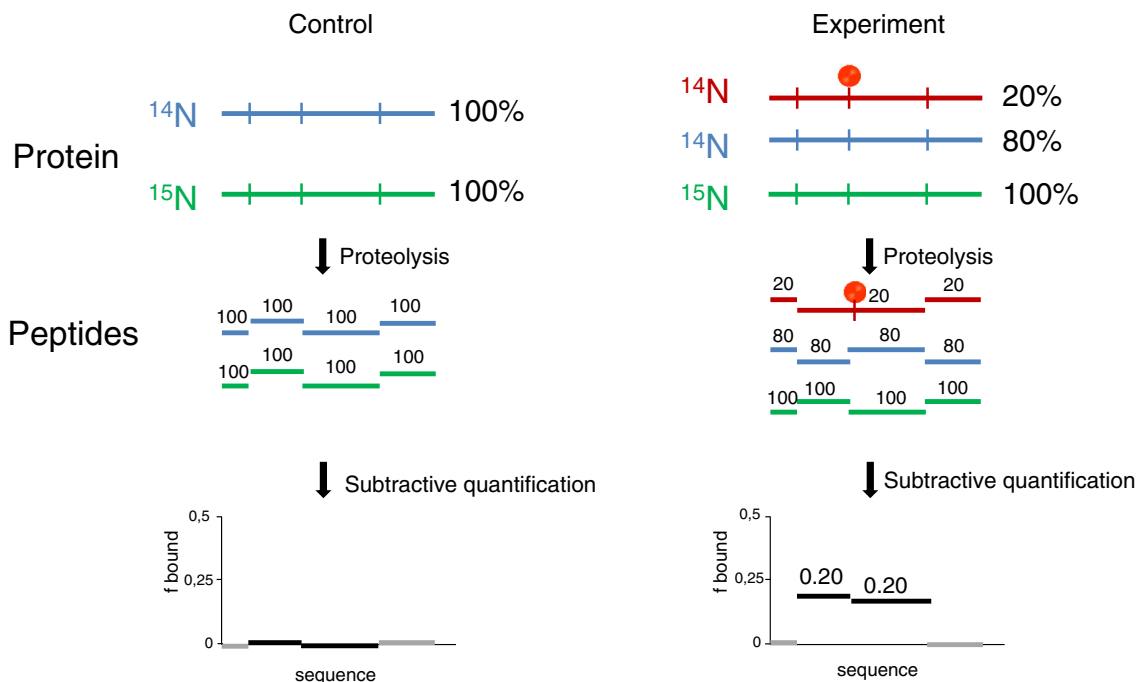 Control
Experiment
Protein
¹⁴N 100%
¹⁵N 100%
¹⁴N 20%
¹⁴N 80%
¹⁵N 100%
Proteolysis
Proteolysis
Peptides
100 100 100 100
100 100 100 100
20 20 20
80 80 80 80
100 100 100 100
Subtractive quantification
Subtractive quantification
f bound
0,5
0,25
0
sequence
f bound
0,5
0,25
0
0.20 0.20
sequence